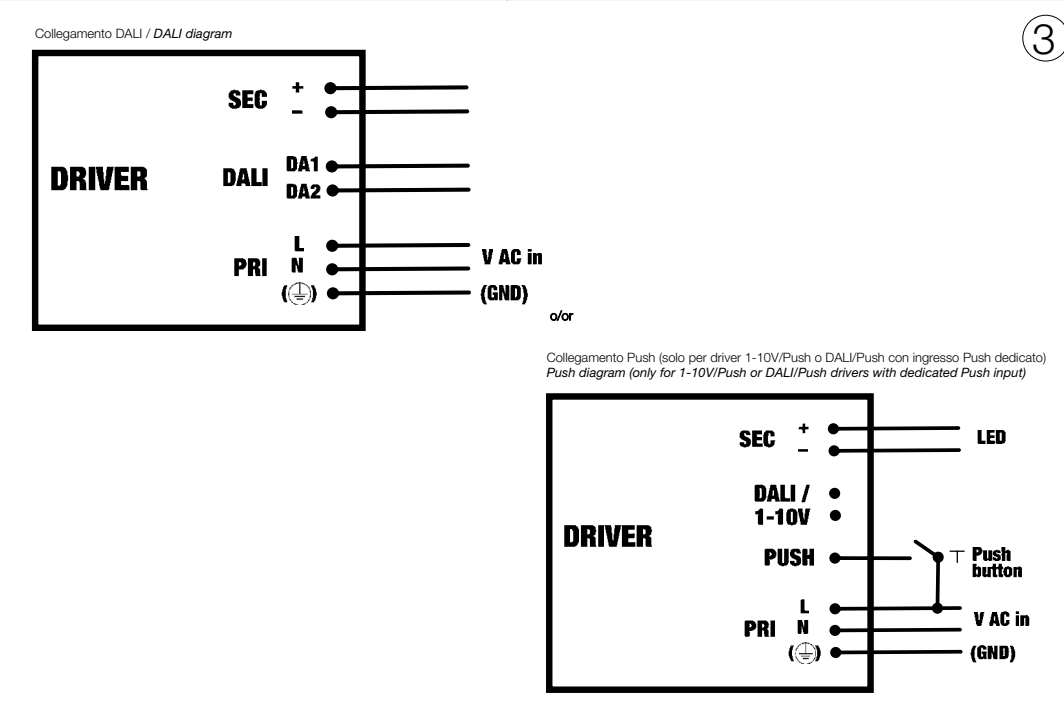 3
Collegamento DALI / DALI diagram
SEC + −
DRIVER
DALI DA1 DA2
PRI L N ( )
V AC in
(GND)
o/or
Collegamento Push (solo per driver 1-10V/Push o DALI/Push con ingresso Push dedicato)
Push diagram (only for 1-10V/Push or DALI/Push drivers with dedicated Push input)
SEC + −
LED
DALI /
1-10V
DRIVER
PUSH
Push
button
PRI L N ( )
V AC in
(GND)